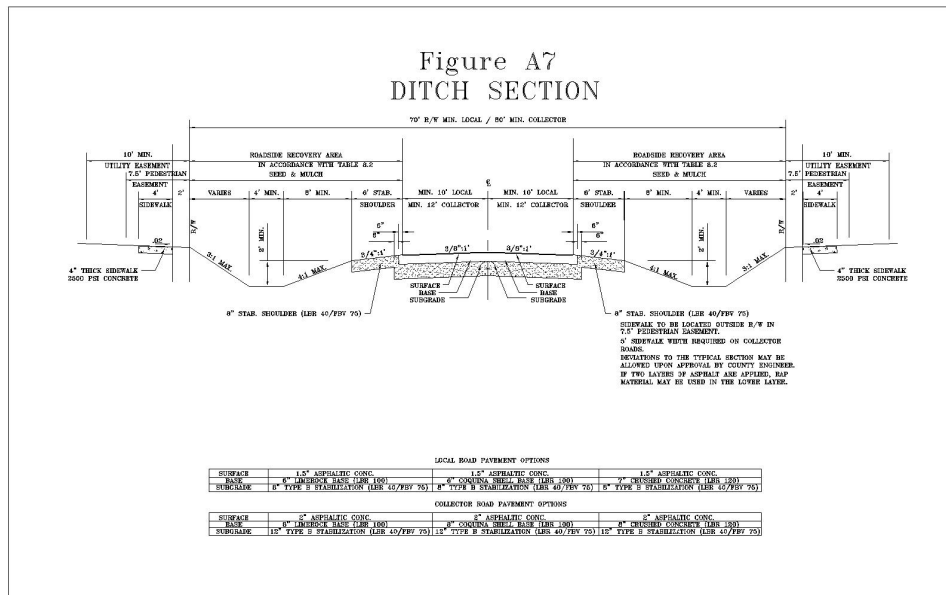 Figure A7
DITCH SECTION
70' R/W MIN. LOCAL / 80' MIN. COLLECTOR
10' MIN.
UTILITY EASEMENT
7.5' PEDESTRIAN
EASEMENT
4'
SIDEWALK
2'
ROADSIDE RECOVERY AREA
IN ACCORDANCE WITH TABLE 8.2
SEED & MULCH
VARIES
4' MIN.
8' MIN.
6' STAB.
SHOULDER
MIN. 10' LOCAL
MIN. 12' COLLECTOR
MIN. 10' LOCAL
MIN. 12' COLLECTOR
ROADSIDE RECOVERY AREA
IN ACCORDANCE WITH TABLE 8.2
SEED & MULCH
6' STAB.
SHOULDER
8' MIN.
4' MIN.
VARIES
2'
10' MIN.
UTILITY EASEMENT
7.5' PEDESTRIAN
EASEMENT
4'
SIDEWALK
R/W
R/W
2' MIN.
2' MIN.
6"
6"
.02
.02
3:1 MAX.
4:1 MAX.
3/4":1'
3/8":1'
3/8":1'
3/4":1'
4:1 MAX.
3:1 MAX.
4" THICK SIDEWALK
2500 PSI CONCRETE
SURFACE
BASE
SUBGRADE
SURFACE
BASE
SUBGRADE
4" THICK SIDEWALK
2500 PSI CONCRETE
8" STAB. SHOULDER (LBR 40/FBV 75)
8" STAB. SHOULDER (LBR 40/FBV 75)
SIDEWALK TO BE LOCATED OUTSIDE R/W IN
7.5' PEDESTRIAN EASEMENT.
5' SIDEWALK WIDTH REQUIRED ON COLLECTOR
ROADS.
DEVIATIONS TO THE TYPICAL SECTION MAY BE
ALLOWED UPON APPROVAL BY COUNTY ENGINEER.
IF TWO LAYERS OF ASPHALT ARE APPLIED, RAP
MATERIAL MAY BE USED IN THE LOWER LAYER.
LOCAL ROAD PAVEMENT OPTIONS
SURFACE 1.5" ASPHALTIC CONC. 1.5" ASPHALTIC CONC. 1.5" ASPHALTIC CONC.
BASE 6" LIMEROCK BASE (LBR 100) 6" COQUINA SHELL BASE (LBR 100) 7" CRUSHED CONCRETE (LBR 120)
SUBGRADE 8" TYPE B STABILIZATION (LBR 40/FBV 75) 8" TYPE B STABILIZATION (LBR 40/FBV 75) 8" TYPE B STABILIZATION (LBR 40/FBV 75)
COLLECTOR ROAD PAVEMENT OPTIONS
SURFACE 2" ASPHALTIC CONC. 2" ASPHALTIC CONC. 2" ASPHALTIC CONC.
BASE 8" LIMEROCK BASE (LBR 100) 8" COQUINA SHELL BASE (LBR 100) 8" CRUSHED CONCRETE (LBR 120)
SUBGRADE 12" TYPE B STABILIZATION (LBR 40/FBV 75) 12" TYPE B STABILIZATION (LBR 40/FBV 75) 12" TYPE B STABILIZATION (LBR 40/FBV 75)